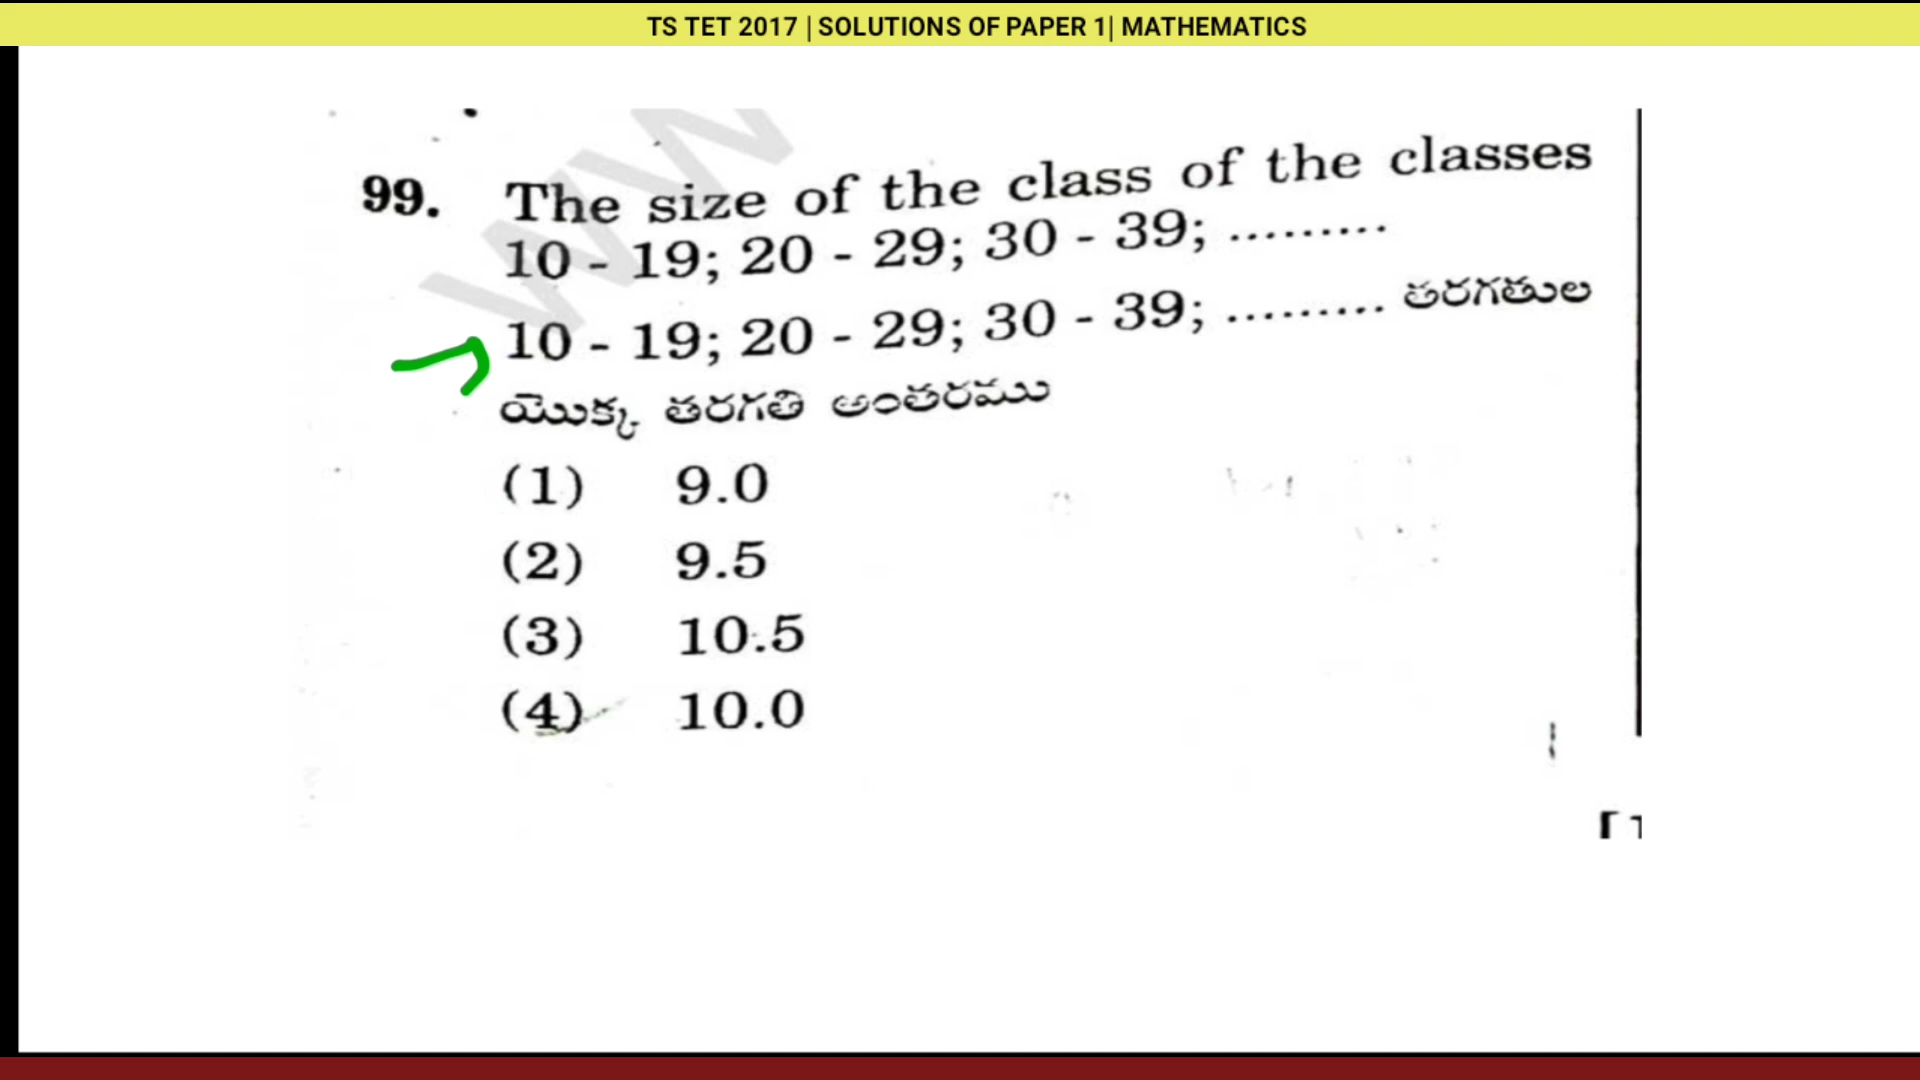 TS TET 2017 | SOLUTIONS OF PAPER 1| MATHEMATICS
99. The size of the class of the classes
10 - 19; 20 - 29; 30 - 39; .........
10 - 19; 20 - 29; 30 - 39; ......... తరగతుల
యొక్క తరగతి అంతరము
(1) 9.0
(2) 9.5
(3) 10.5
(4) 10.0